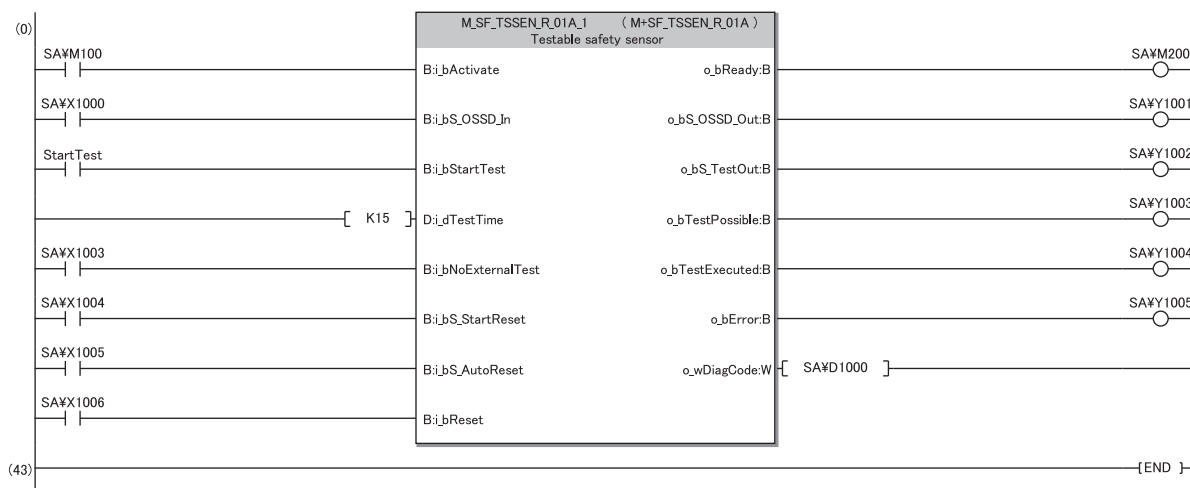 (0)
M_SF_TSSEN_R_01A_1 ( M+SF_TSSEN_R_01A )
Testable safety sensor
SA¥M100
B:i_bActivate
o_bReady:B
SA¥M200
SA¥X1000
B:i_bS_OSSD_In
o_bS_OSSD_Out:B
SA¥Y1001
StartTest
B:i_bStartTest
o_bS_TestOut:B
SA¥Y1002
K15
D:i_dTestTime
o_bTestPossible:B
SA¥Y1003
SA¥X1003
B:i_bNoExternalTest
o_bTestExecuted:B
SA¥Y1004
SA¥X1004
B:i_bS_StartReset
o_bError:B
SA¥Y1005
SA¥X1005
B:i_bS_AutoReset
o_wDiagCode:W
SA¥D1000
SA¥X1006
B:i_bReset
(43)
END